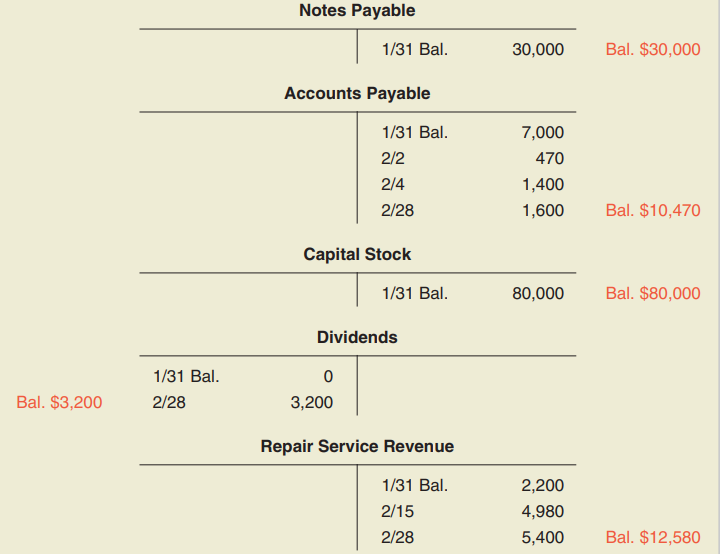 Notes Payable
1/31 Bal. 30,000 Bal. $30,000
Accounts Payable
1/31 Bal. 7,000
2/2 470
2/4 1,400
2/28 1,600 Bal. $10,470
Capital Stock
1/31 Bal. 80,000 Bal. $80,000
Dividends
1/31 Bal. 0
Bal. $3,200 2/28 3,200
Repair Service Revenue
1/31 Bal. 2,200
2/15 4,980
2/28 5,400 Bal. $12,580